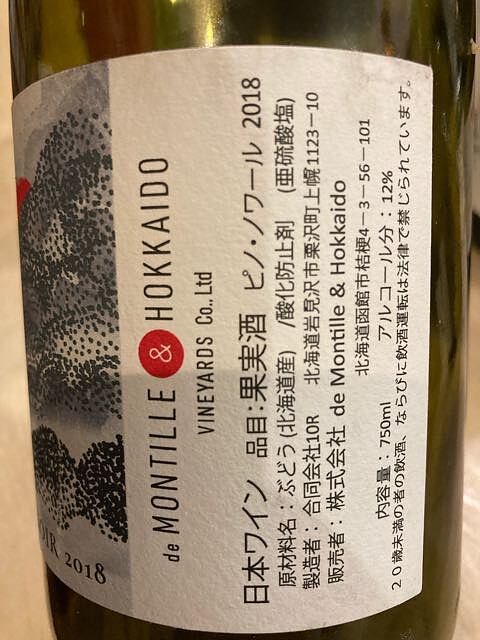 de MONTILLE & HOKKAIDO
VINEYARDS Co.,Ltd
日本ワイン 品目:果実酒 ピノ・ノワール 2018
原材料名:ぶどう(北海道産)/酸化防止剤 (亜硫酸塩)
製造者:合同会社10R 北海道岩見沢市栗沢町上幌1123-10
販売者:株式会社 de Montille & Hokkaido
北海道函館市桔梗4-3-56-101
内容量:750ml アルコール分:12%
20歳未満の者の飲酒、ならびに飲酒運転は法律で禁じられています。
2018